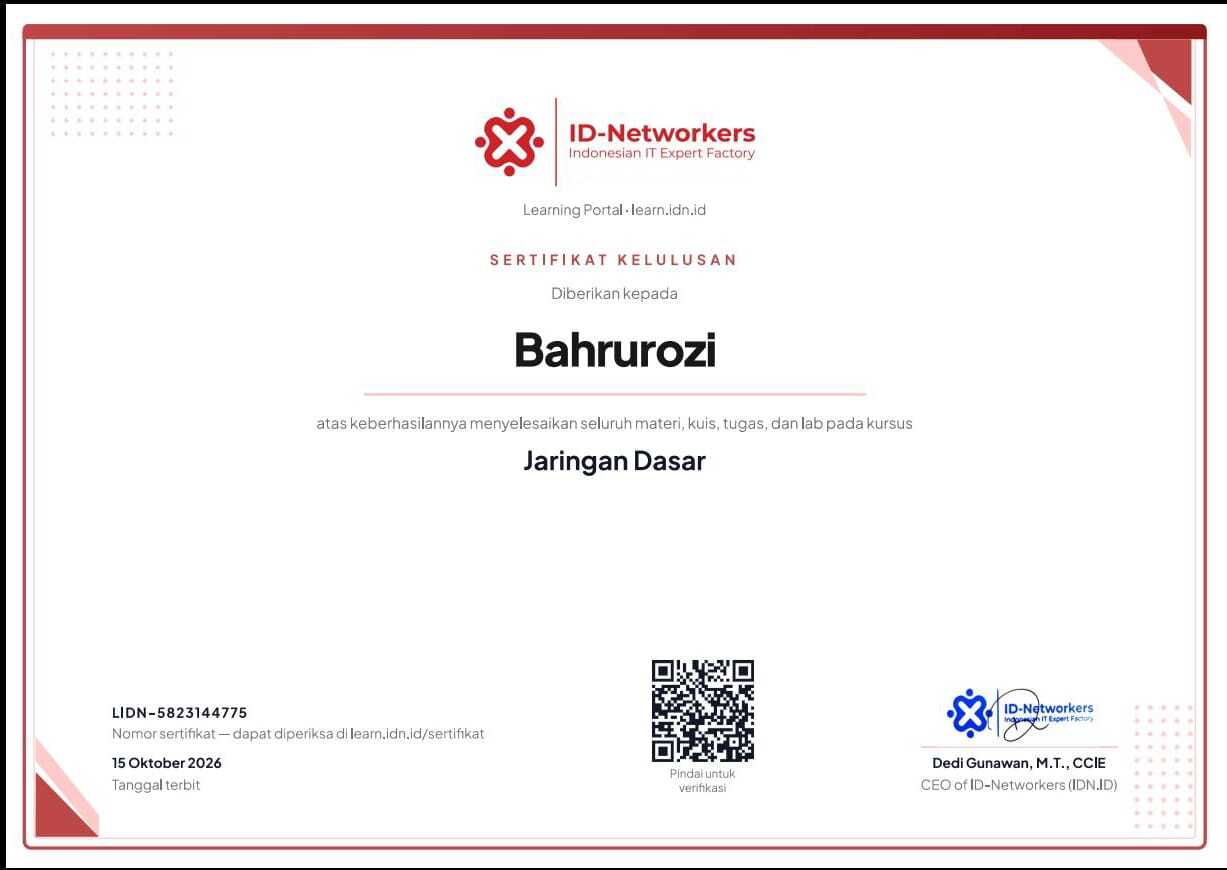 ID-Networkers
Indonesian IT Expert Factory
Learning Portal · learn.idn.id
SERTIFIKAT KELULUSAN
Diberikan kepada
Bahrurozi
atas keberhasilannya menyelesaikan seluruh materi, kuis, tugas, dan lab pada kursus
Jaringan Dasar
LIDN-5823144775
Nomor sertifikat — dapat diperiksa di learn.idn.id/sertifikat
15 Oktober 2026
Tanggal terbit
Pindai untuk
verifikasi
ID-Networkers
Indonesian IT Expert Factory
Dedi Gunawan, M.T., CCIE
CEO of ID-Networkers (IDN.ID)